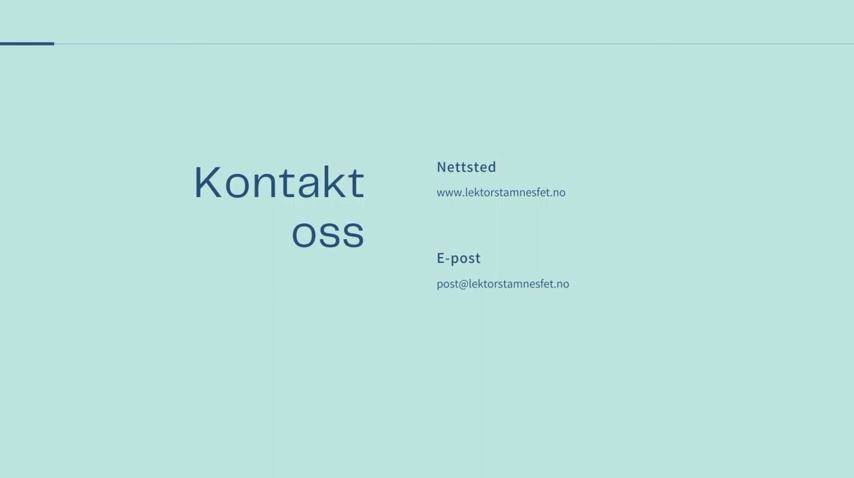 Kontakt
oss
Nettsted
www.lektorstamnesfet.no
E-post
post@lektorstamnesfet.no